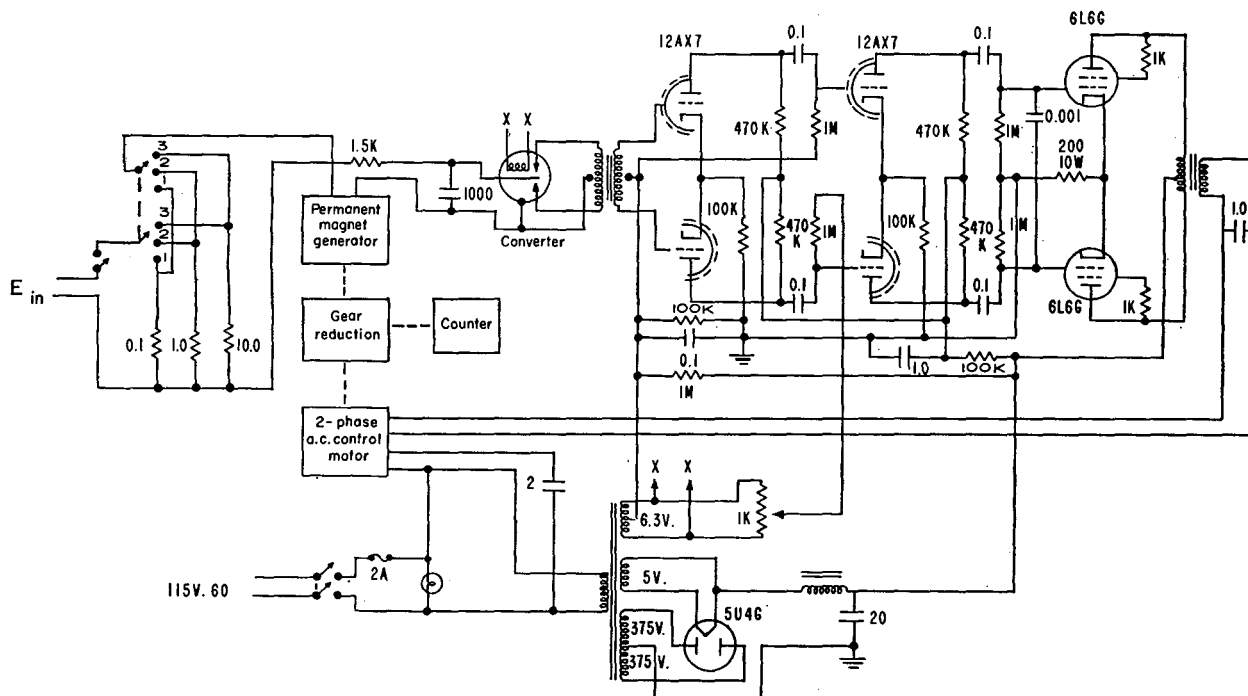 6L6G
12AX7
0.1
12AX7
0.1
1K
0.001
X X
3
2
1
1.5K
470K
1M
470K
1M
200
10W
1000
3
2
1
Permanent
magnet
generator
Converter
100K
470
K
1M
100K
470
K
1M
1.0
E in
0.1
0.1
6L6G
1K
0.1
1.0
10.0
Gear
reduction
Counter
100K
0.1
1M
1.0
100K
2-phase
a.c. control
motor
2
X X
6.3V.
1K
115V. 60
2A
5V.
5U4G
20
375V.
375V.